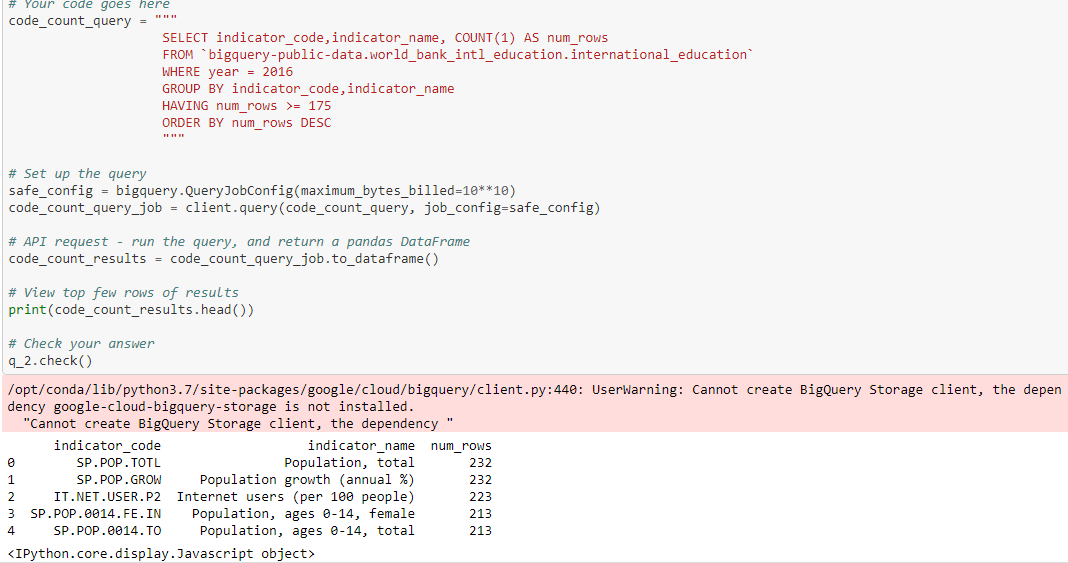 # Your code goes here
code_count_query = """
SELECT indicator_code,indicator_name, COUNT(1) AS num_rows
FROM `bigquery-public-data.world_bank_intl_education.international_education`
WHERE year = 2016
GROUP BY indicator_code,indicator_name
HAVING num_rows >= 175
ORDER BY num_rows DESC
"""
# Set up the query
safe_config = bigquery.QueryJobConfig(maximum_bytes_billed=10**10)
code_count_query_job = client.query(code_count_query, job_config=safe_config)
# API request - run the query, and return a pandas DataFrame
code_count_results = code_count_query_job.to_dataframe()
# View top few rows of results
print(code_count_results.head())
# Check your answer
q_2.check()
/opt/conda/lib/python3.7/site-packages/google/cloud/bigquery/client.py:440: UserWarning: Cannot create BigQuery Storage client, the depen
dency google-cloud-bigquery-storage is not installed.
"Cannot create BigQuery Storage client, the dependency "
indicator_code indicator_name num_rows
0 SP.POP.TOTL Population, total 232
1 SP.POP.GROW Population growth (annual %) 232
2 IT.NET.USER.P2 Internet users (per 100 people) 223
3 SP.POP.0014.FE.IN Population, ages 0-14, female 213
4 SP.POP.0014.TO Population, ages 0-14, total 213
<IPython.core.display.Javascript object>